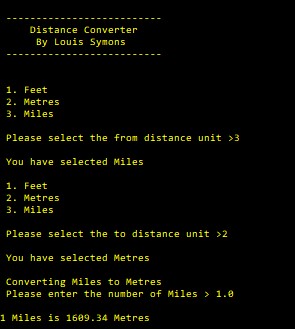 --------------------------
Distance Converter
By Louis Symons
--------------------------
1. Feet
2. Metres
3. Miles
Please select the from distance unit >3
You have selected Miles
1. Feet
2. Metres
3. Miles
Please select the to distance unit >2
You have selected Metres
Converting Miles to Metres
Please enter the number of Miles > 1.0
1 Miles is 1609.34 Metres